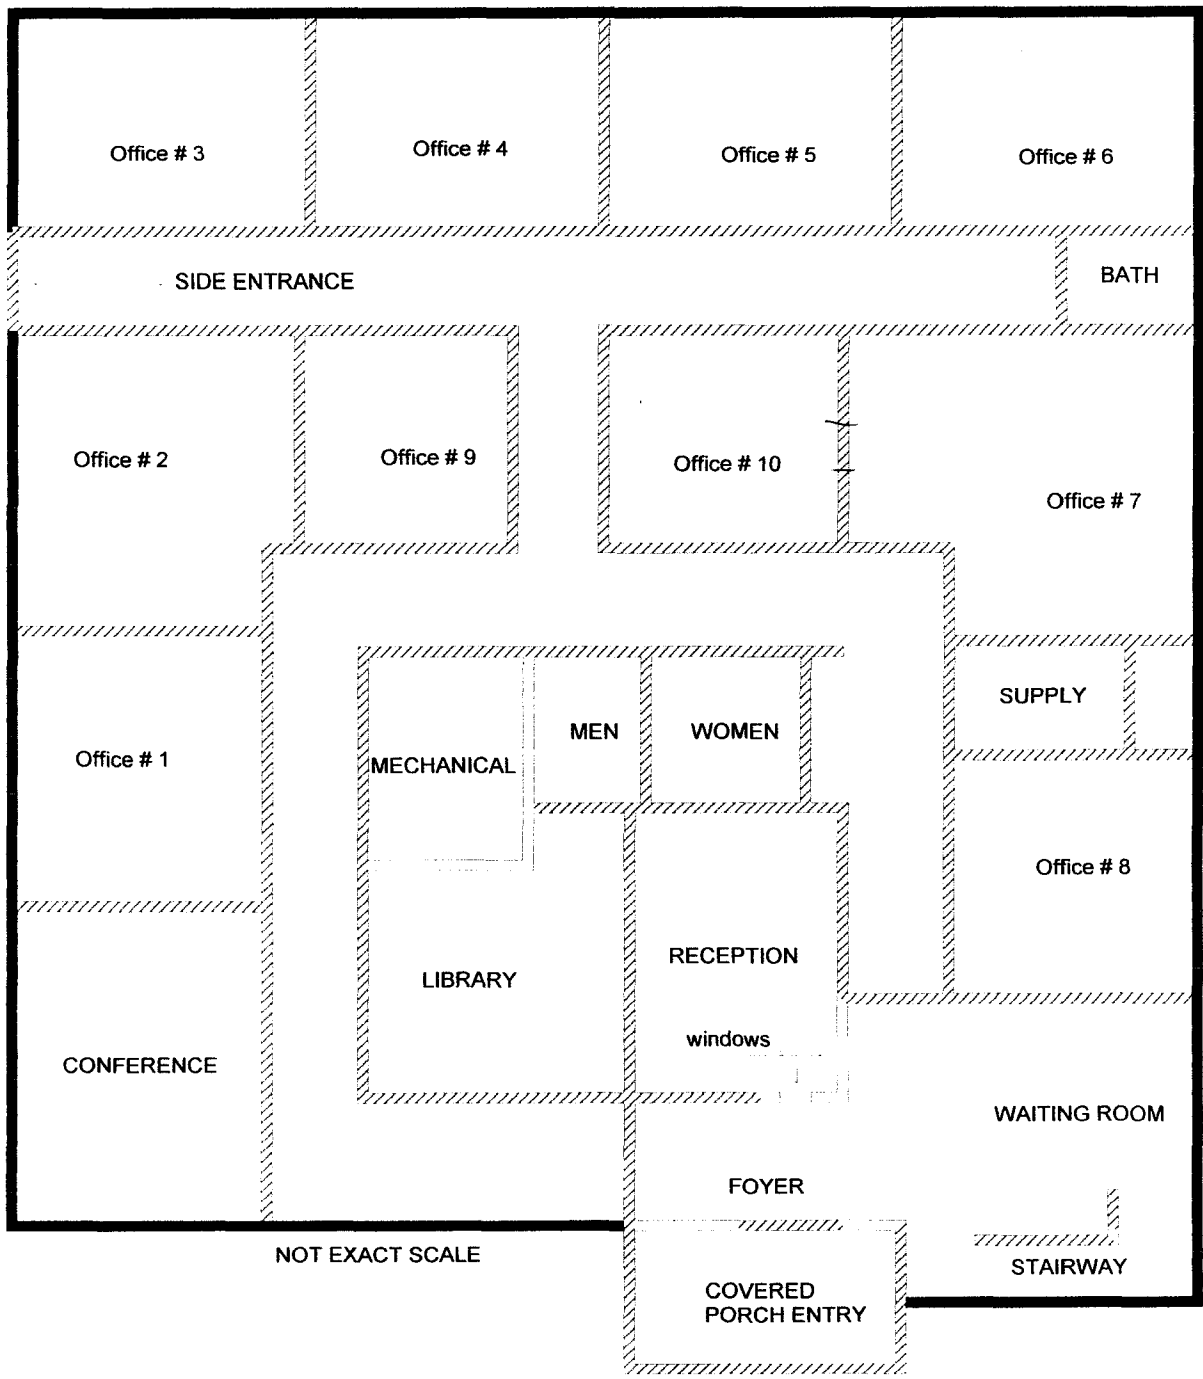 Office # 3
Office # 4
Office # 5
Office # 6
SIDE ENTRANCE
BATH
Office # 2
Office # 9
Office # 10
Office # 7
SUPPLY
MEN
WOMEN
Office # 1
MECHANICAL
Office # 8
RECEPTION
LIBRARY
windows
CONFERENCE
WAITING ROOM
FOYER
NOT EXACT SCALE
STAIRWAY
COVERED
PORCH ENTRY